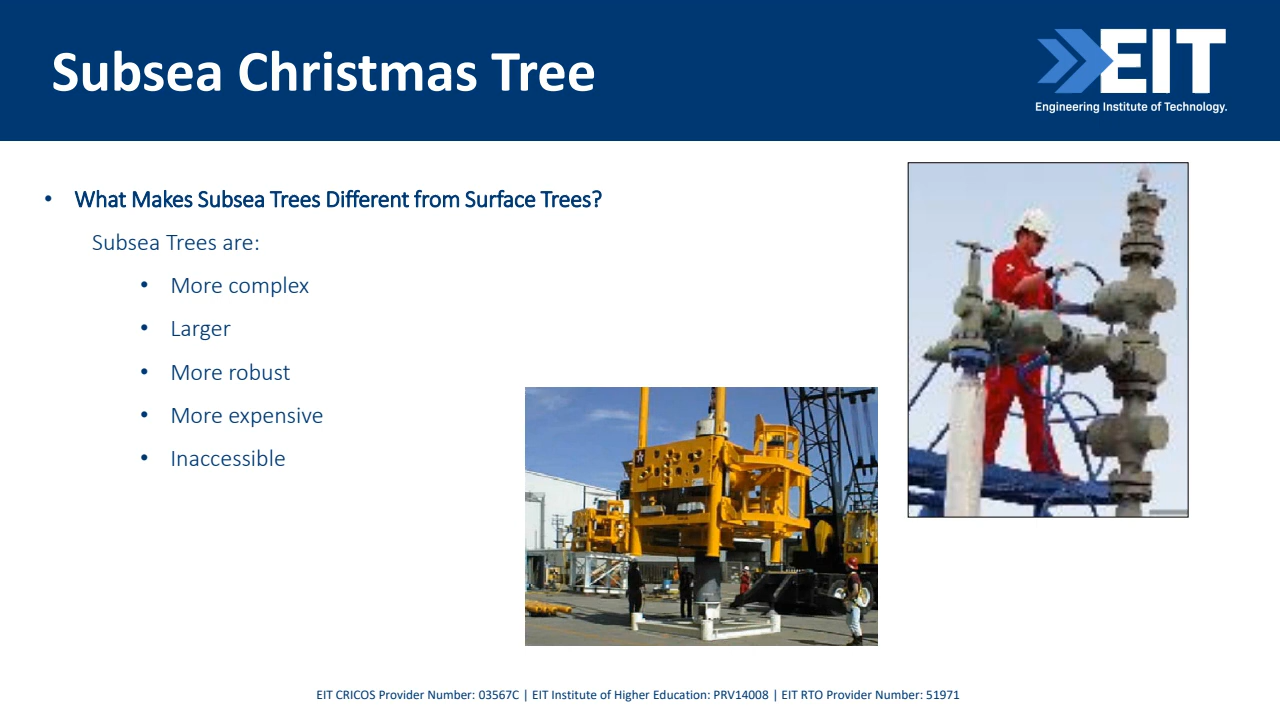 Subsea Christmas Tree
EIT
Engineering Institute of Technology.
• What Makes Subsea Trees Different from Surface Trees?
Subsea Trees are:
• More complex
• Larger
• More robust
• More expensive
• Inaccessible
EIT CRICOS Provider Number: 03567C | EIT Institute of Higher Education: PRV14008 | EIT RTO Provider Number: 51971